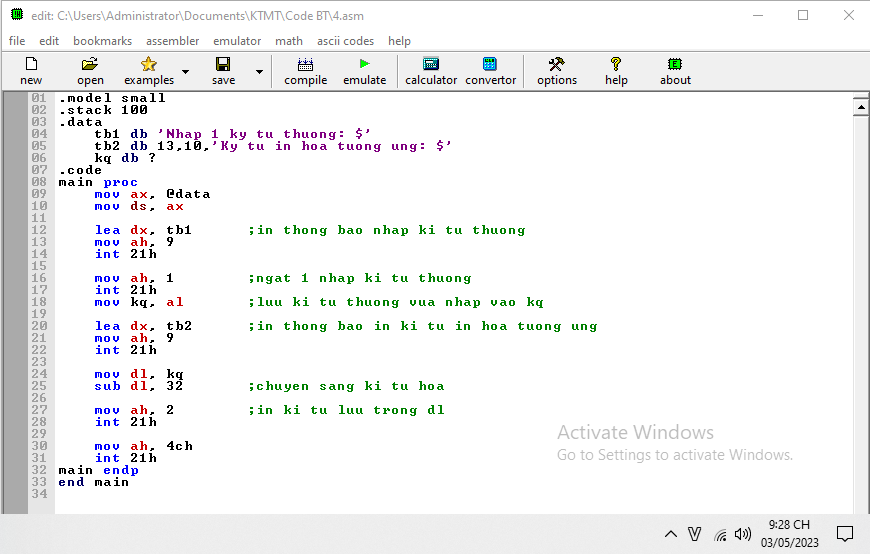 edit: C:\Users\Administrator\Documents\KTMT\Code BT\4.asm
file edit bookmarks assembler emulator math ascii codes help
new open examples save compile emulate calculator convertor options help about
01 .model small
02 .stack 100
03 .data
04 tb1 db 'Nhap 1 ky tu thuong: $'
05 tb2 db 13,10,'Ky tu in hoa tuong ung: $'
06 kq db ?
07 .code
08 main proc
09 mov ax, @data
10 mov ds, ax
11
12 lea dx, tb1 ;in thong bao nhap ki tu thuong
13 mov ah, 9
14 int 21h
15
16 mov ah, 1 ;ngat 1 nhap ki tu thuong
17 int 21h
18 mov kq, al ;luu ki tu thuong vua nhap vao kq
19
20 lea dx, tb2 ;in thong bao in ki tu in hoa tuong ung
21 mov ah, 9
22 int 21h
23
24 mov dl, kq
25 sub dl, 32 ;chuyen sang ki tu hoa
26
27 mov ah, 2 ;in ki tu luu trong dl
28 int 21h
29
30 mov ah, 4ch
31 int 21h
32 main endp
33 end main
34
Activate Windows
Go to Settings to activate Windows.
9:28 CH
03/05/2023